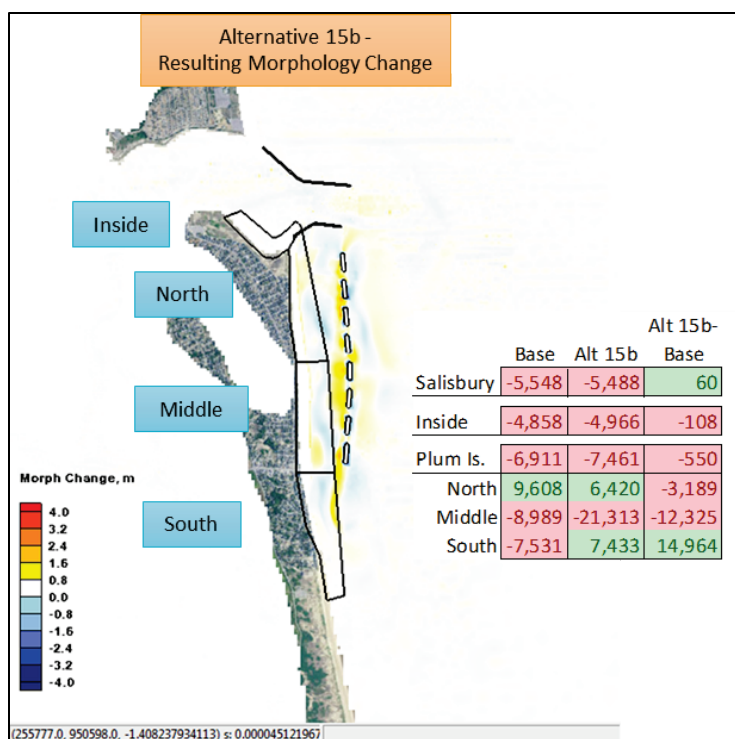 Alternative 15b -
Resulting Morphology Change
Inside
North
Middle
South
Morph Change, m
4.0
3.2
2.4
1.6
0.8
0.0
-0.8
-1.6
-2.4
-3.2
-4.0
Alt 15b-
Base Alt 15b Base
Salisbury -5,548 -5,488 60
Inside -4,858 -4,966 -108
Plum Is. -6,911 -7,461 -550
North 9,608 6,420 -3,189
Middle -8,989 -21,313 -12,325
South -7,531 7,433 14,964
(255777.0, 950598.0, -1.408237934113) s: 0.000045121967